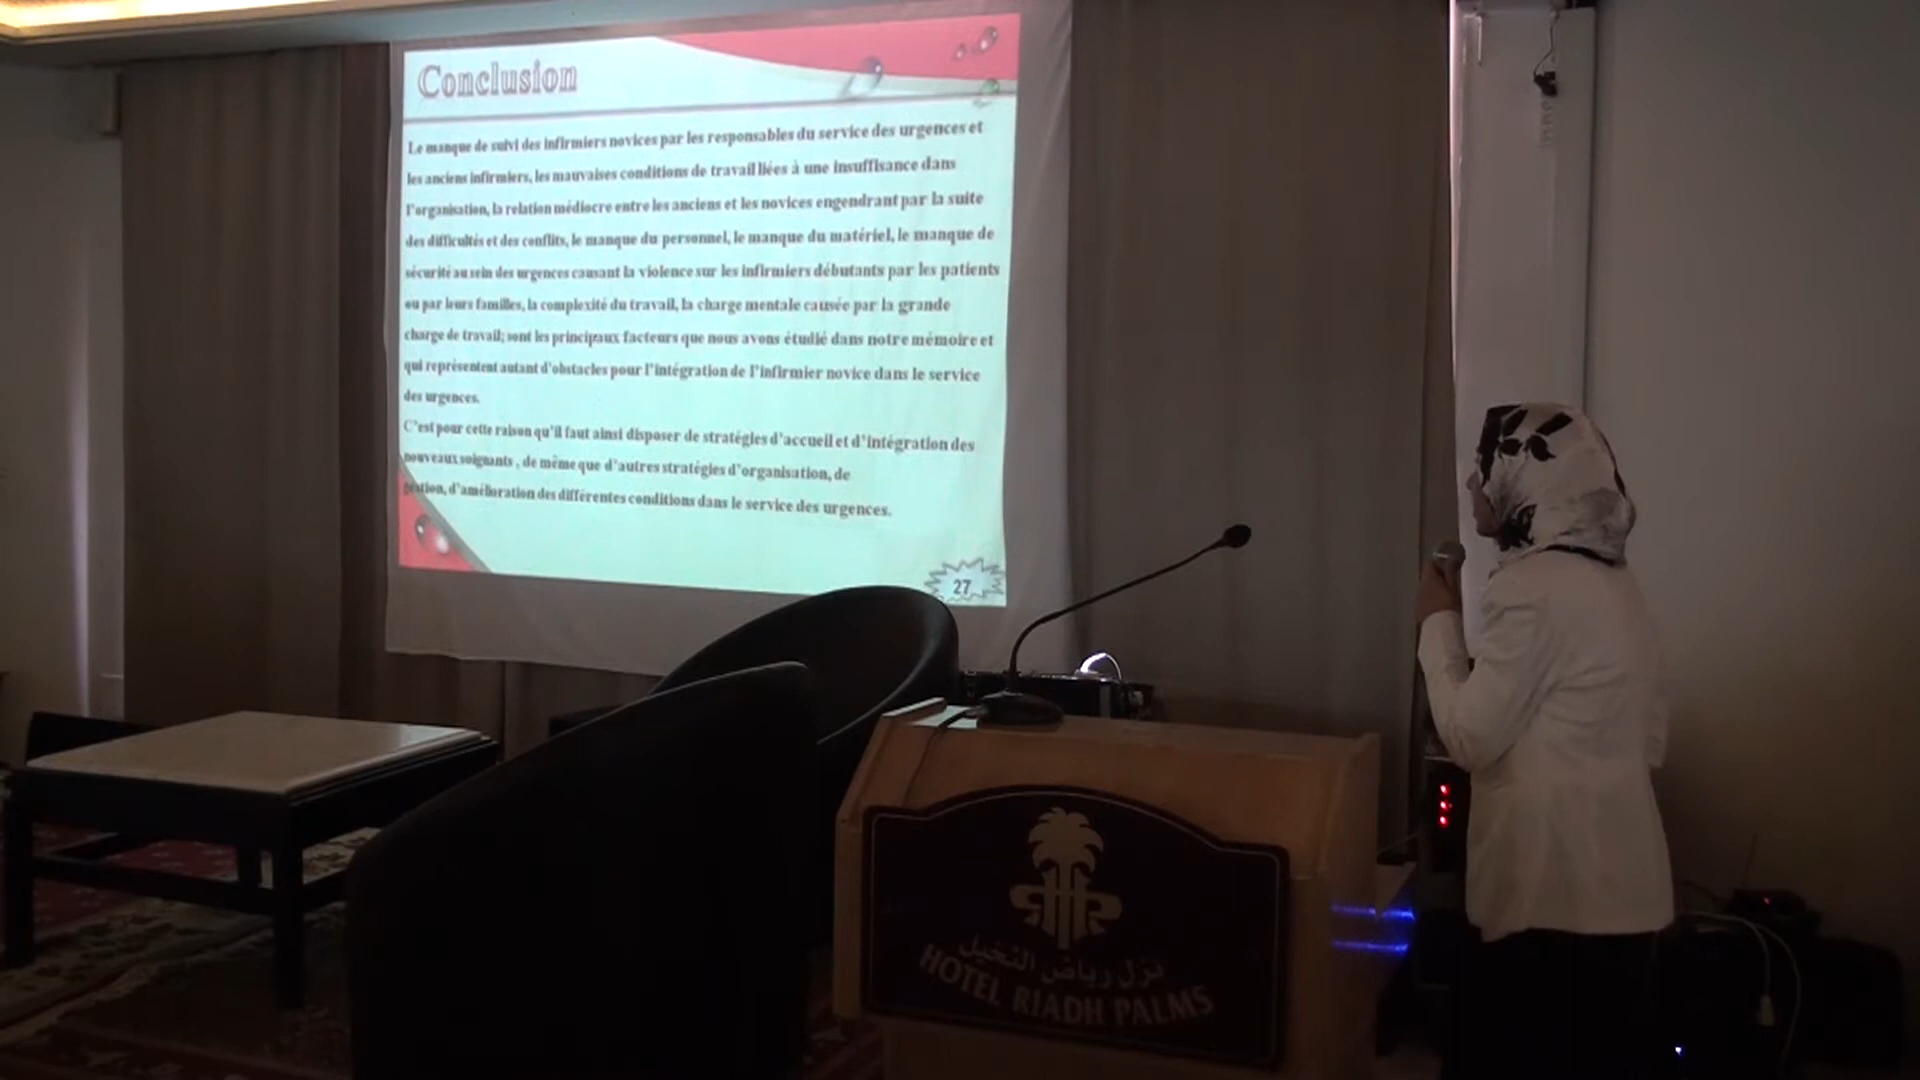 Conclusion
Le manque de suivi des infirmiers novices par les responsables du service des urgences et
les anciens infirmiers, les mauvaises conditions de travail liées à une insuffisance dans
l'organisation, la relation médiocre entre les anciens et les novices engendrant par la suite
des difficultés et des conflits, le manque du personnel, le manque du matériel, le manque de
sécurité au sein des urgences causant la violence sur les infirmiers débutants par les patients
ou par leurs familles, la complexité du travail, la charge mentale causée par la grande
charge de travail; sont les principaux facteurs que nous avons étudié dans notre mémoire et
qui représentent autant d'obstacles pour l'intégration de l'infirmier novice dans le service
des urgences.
C'est pour cette raison qu'il faut ainsi disposer de stratégies d'accueil et d'intégration des
nouveaux soignants , de même que d'autres stratégies d'organisation, de
gestion, d'amélioration des différentes conditions dans le service des urgences.
27
نزل رياض النخيل
HOTEL RIADH PALMS